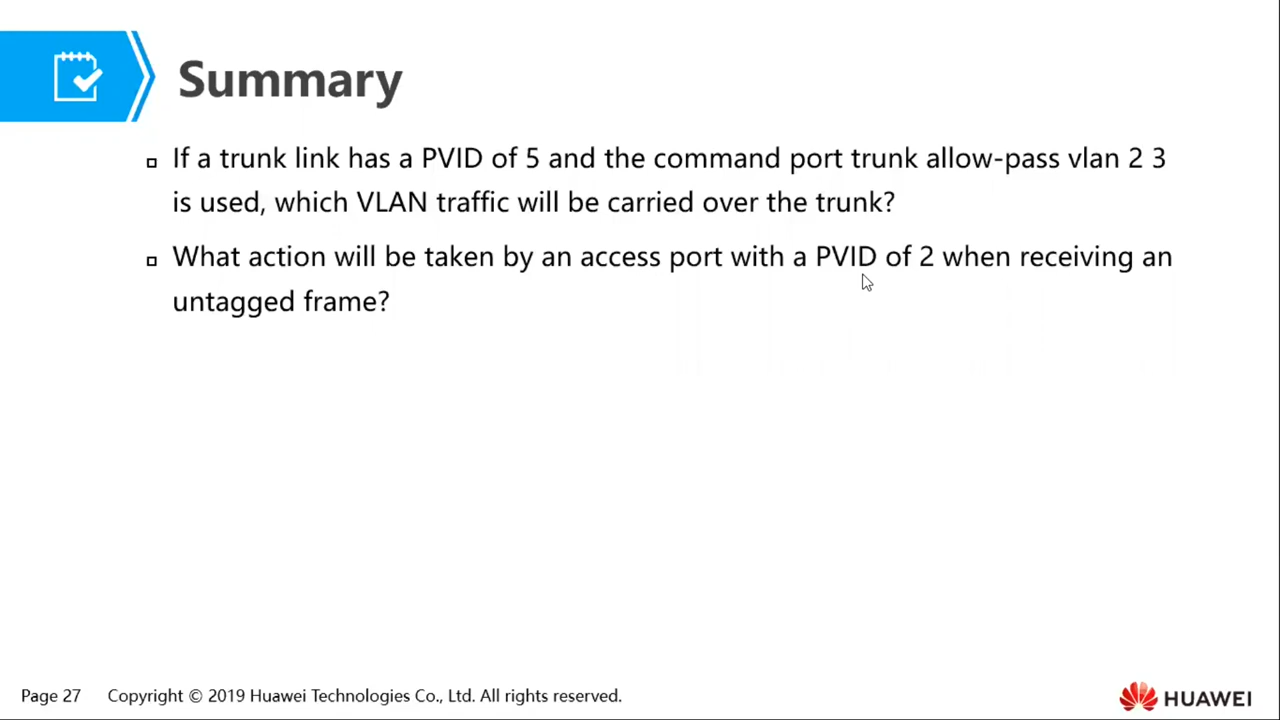 Summary
If a trunk link has a PVID of 5 and the command port trunk allow-pass vlan 2 3
is used, which VLAN traffic will be carried over the trunk?
What action will be taken by an access port with a PVID of 2 when receiving an
untagged frame?
Page 27 Copyright © 2019 Huawei Technologies Co., Ltd. All rights reserved.
HUAWEI